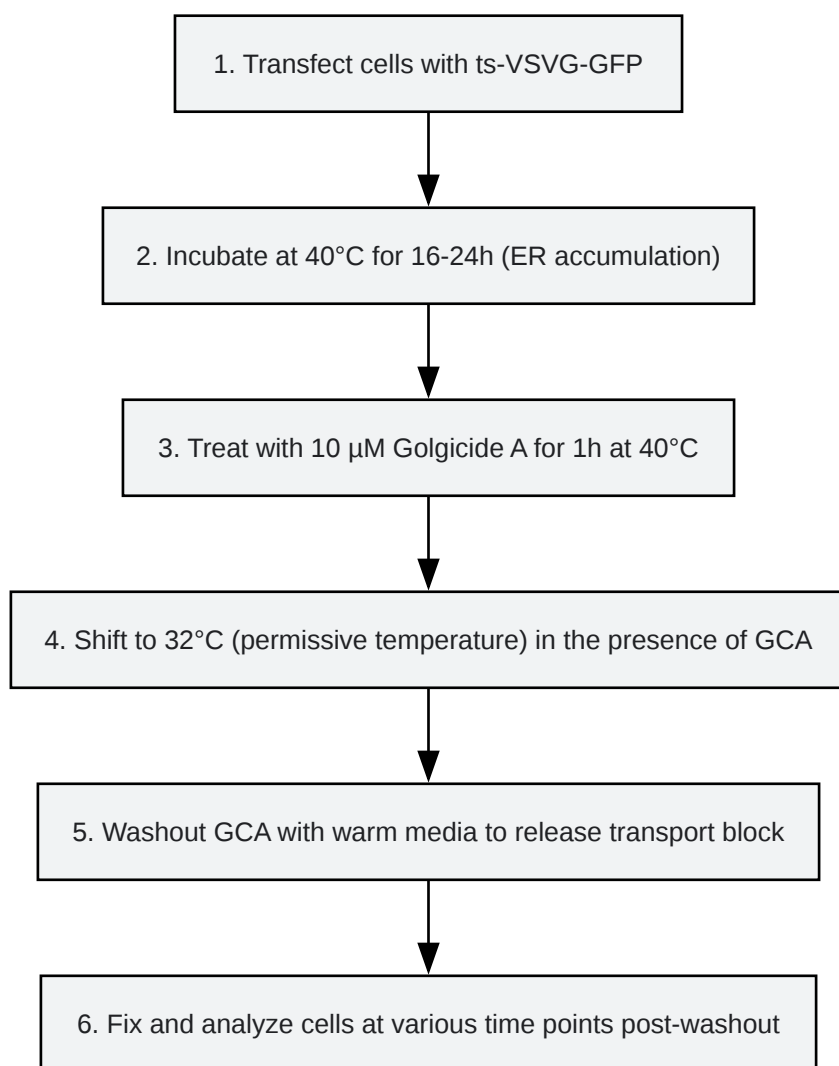 1. Transfect cells with ts-VSVG-GFP
2. Incubate at 40°C for 16-24h (ER accumulation)
3. Treat with 10 µM Golgicide A for 1h at 40°C
4. Shift to 32°C (permissive temperature) in the presence of GCA
5. Washout GCA with warm media to release transport block
6. Fix and analyze cells at various time points post-washout